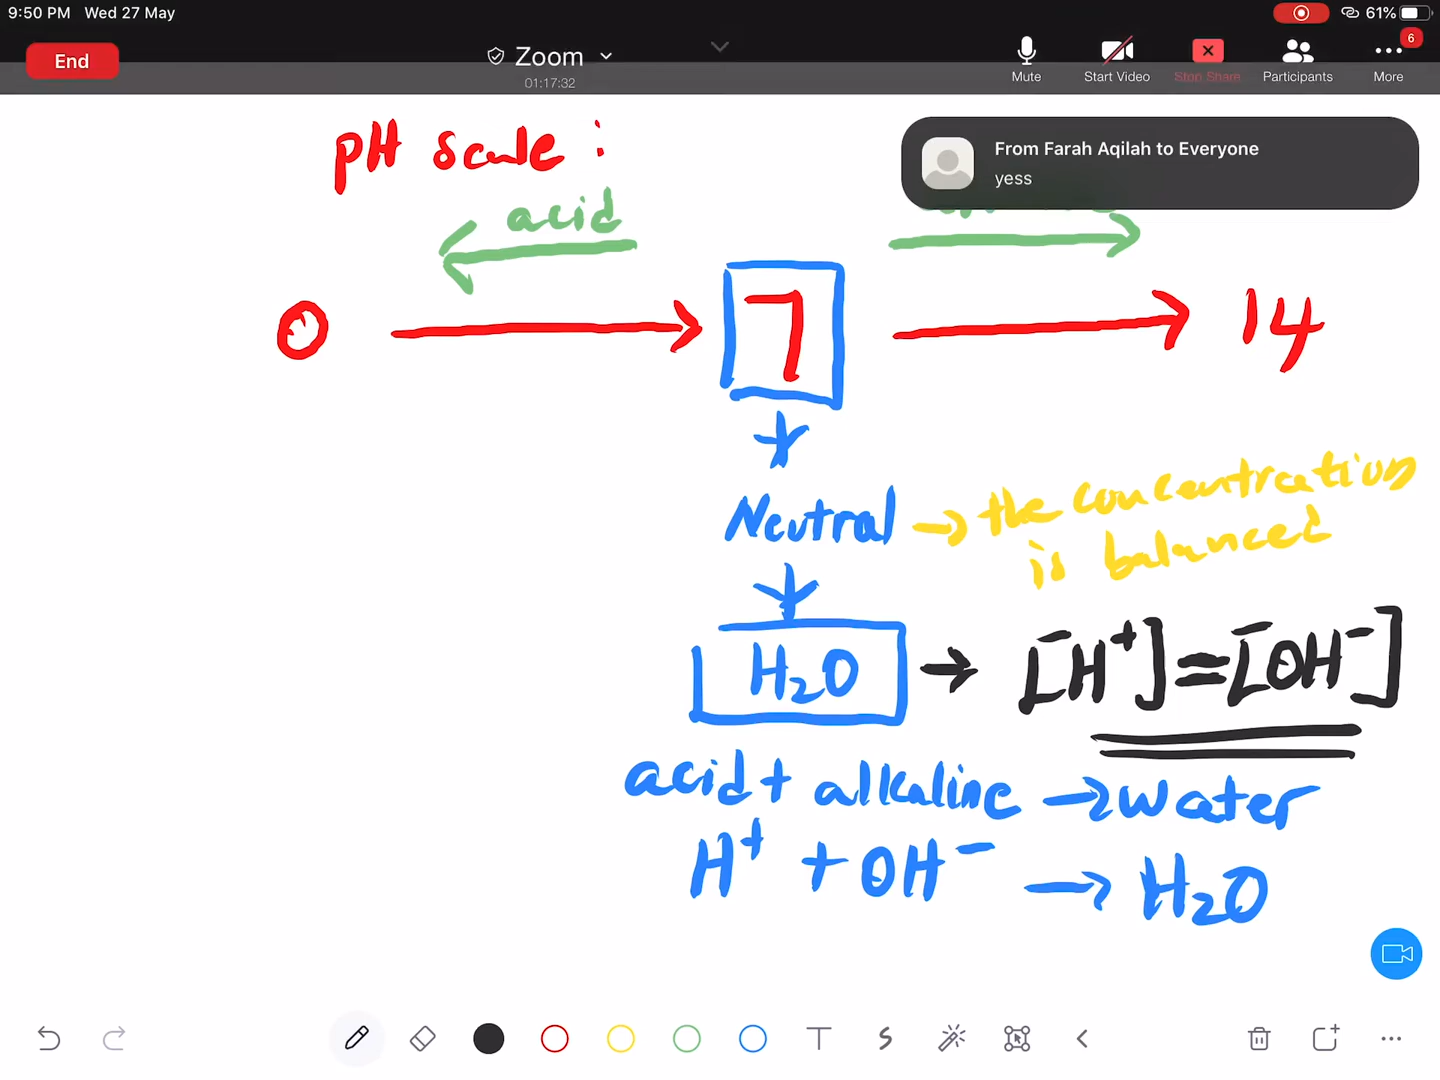 9:50 PM Wed 27 May
61%
End
Zoom
01:17:32
Mute
Start Video
Stop Share
Participants
6
More
From Farah Aqilah to Everyone
yess
pH scale :
acid
0 → 7 → 14
Neutral → the concentration
is balanced
H₂O → [H⁺] = [OH⁻]
acid + alkaline → water
H⁺ + OH⁻ → H₂O
T